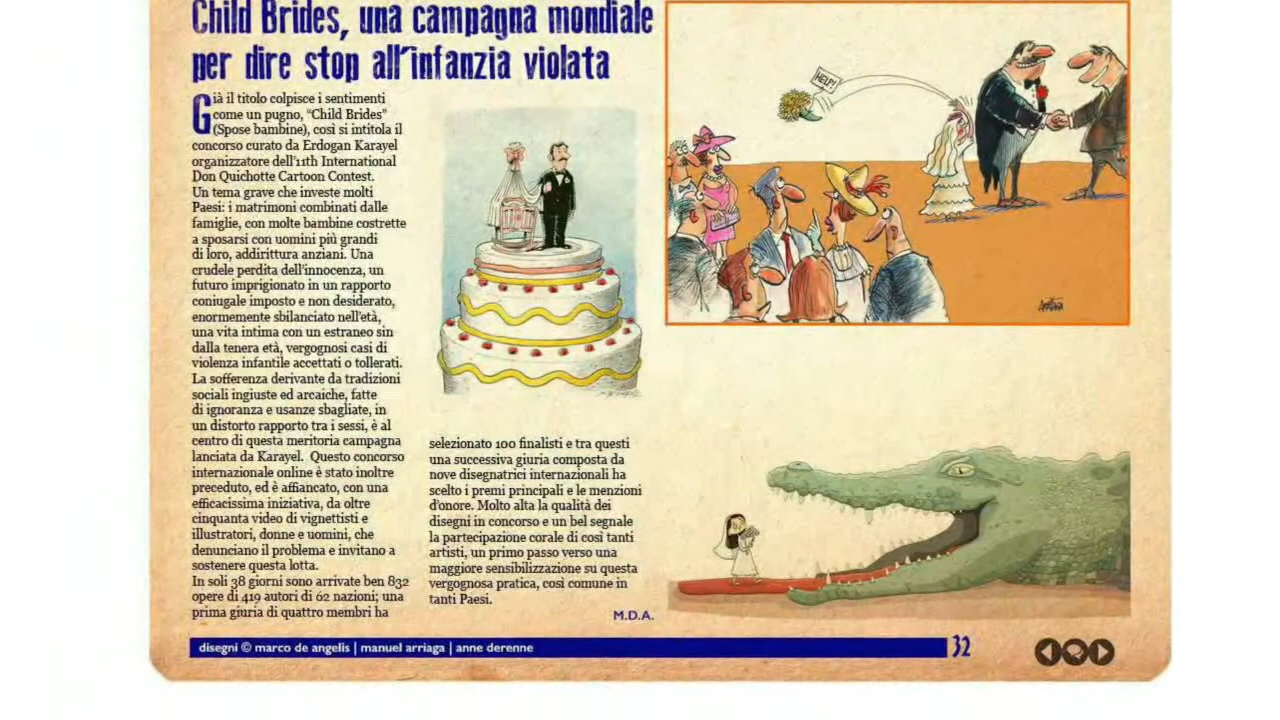 Child Brides, una campagna mondiale
per dire stop all'infanzia violata
Già il titolo colpisce i sentimenti
come un pugno, “Child Brides”
(Spose bambine), così si intitola il
concorso curato da Erdogan Karayel
organizzatore dell'11th International
Don Quichotte Cartoon Contest.
Un tema grave che investe molti
Paesi: i matrimoni combinati dalle
famiglie, con molte bambine costrette
a sposarsi con uomini più grandi
di loro, addirittura anziani. Una
crudele perdita dell'innocenza, un
futuro imprigionato in un rapporto
coniugale imposto e non desiderato,
enormemente sbilanciato nell'età,
una vita intima con un estraneo sin
dalla tenera età, vergognosi casi di
violenza infantile accettati o tollerati.
La sofferenza derivante da tradizioni
sociali ingiuste ed arcaiche, fatte
di ignoranza e usanze sbagliate, in
un distorto rapporto tra i sessi, è al
centro di questa meritoria campagna
lanciata da Karayel. Questo concorso
internazionale online è stato inoltre
preceduto, ed è affiancato, con una
efficacissima iniziativa, da oltre
cinquanta video di vignettisti e
illustratori, donne e uomini, che
denunciano il problema e invitano a
sostenere questa lotta.
In soli 38 giorni sono arrivate ben 832
opere di 419 autori di 62 nazioni; una
prima giuria di quattro membri ha
selezionato 100 finalisti e tra questi
una successiva giuria composta da
nove disegnatrici internazionali ha
scelto i premi principali e le menzioni
d'onore. Molto alta la qualità dei
disegni in concorso e un bel segnale
la partecipazione corale di così tanti
artisti, un primo passo verso una
maggiore sensibilizzazione su questa
vergognosa pratica, così comune in
tanti Paesi.
M.D.A.
HELP!
disegni © marco de angelis | manuel arriaga | anne derenne
32